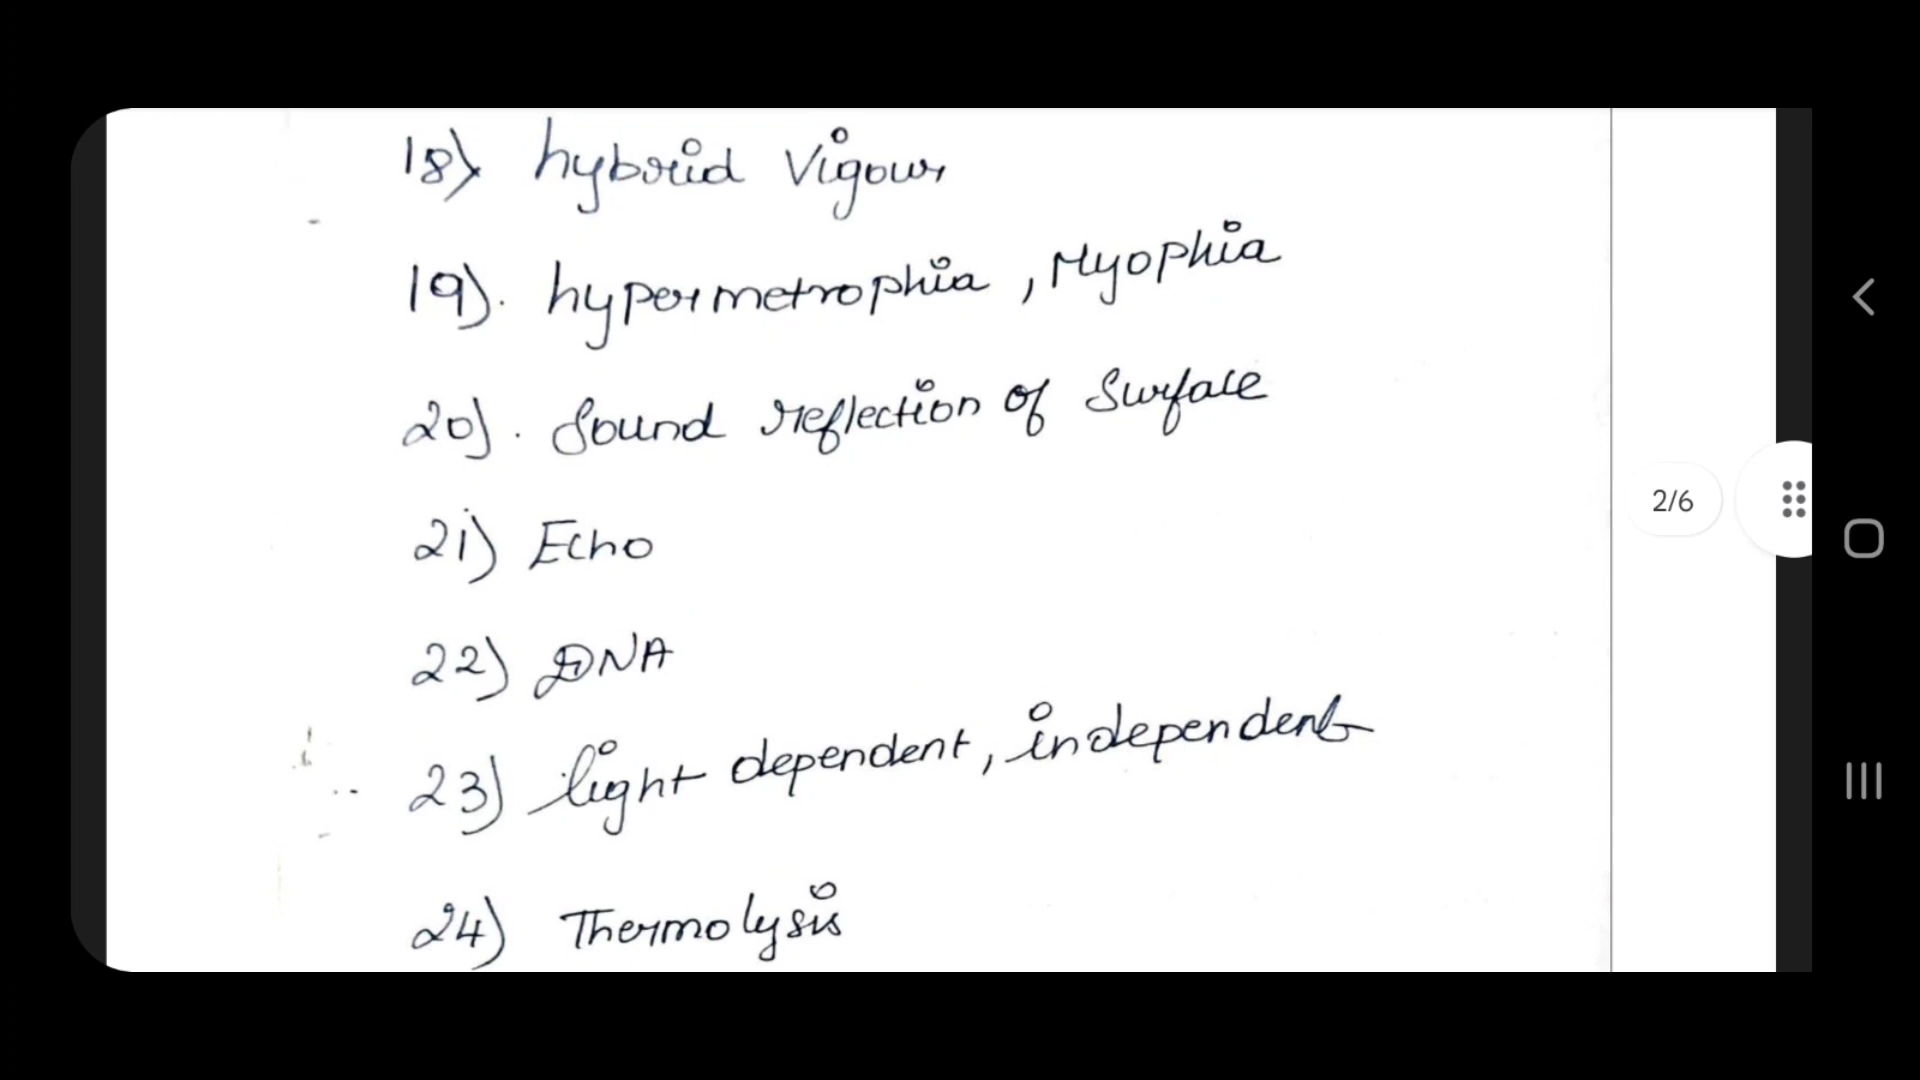 18) hybrid Vigour
19). hypermetrophia, Myophia
20). Sound reflection of Surface
21) Echo
22) DNA
23) light dependent, independent
24) Thermolysis
2/6